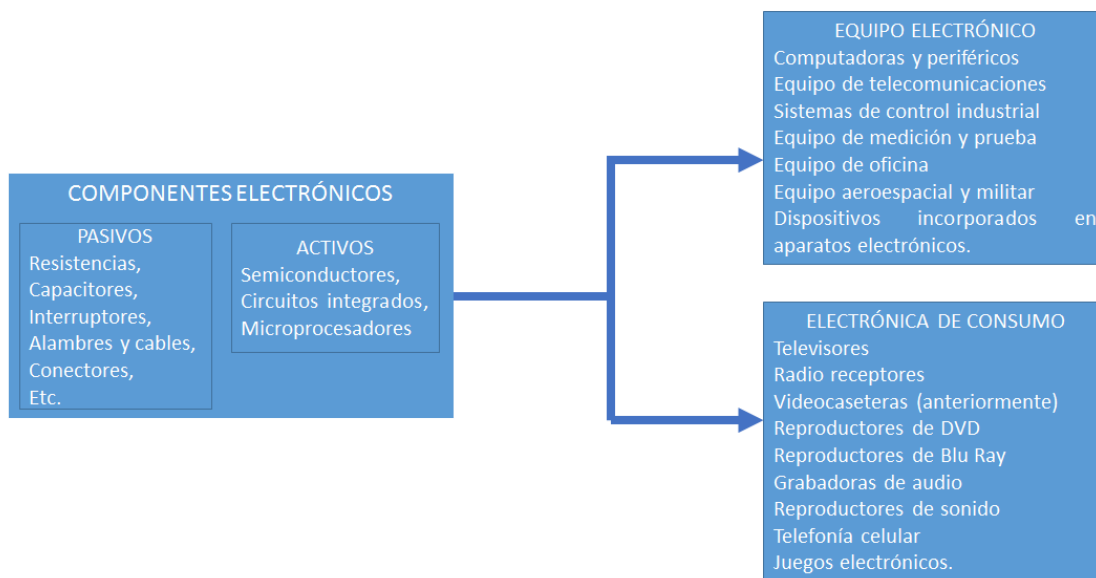 COMPONENTES ELECTRÓNICOS
PASIVOS
Resistencias,
Capacitores,
Interruptores,
Alambres y cables,
Conectores,
Etc.
ACTIVOS
Semiconductores,
Circuitos integrados,
Microprocesadores
EQUIPO ELECTRÓNICO
Computadoras y periféricos
Equipo de telecomunicaciones
Sistemas de control industrial
Equipo de medición y prueba
Equipo de oficina
Equipo aeroespacial y militar
Dispositivos incorporados en
aparatos electrónicos.
ELECTRÓNICA DE CONSUMO
Televisores
Radio receptores
Videocaseteras (anteriormente)
Reproductores de DVD
Reproductores de Blu Ray
Grabadoras de audio
Reproductores de sonido
Telefonía celular
Juegos electrónicos.